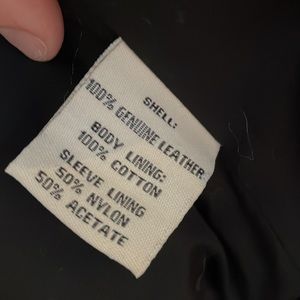 SHELL:
100% GENUINE LEATHER
BODY LINING:
100% COTTON
SLEEVE LINING
50% NYLON
50% ACETATE